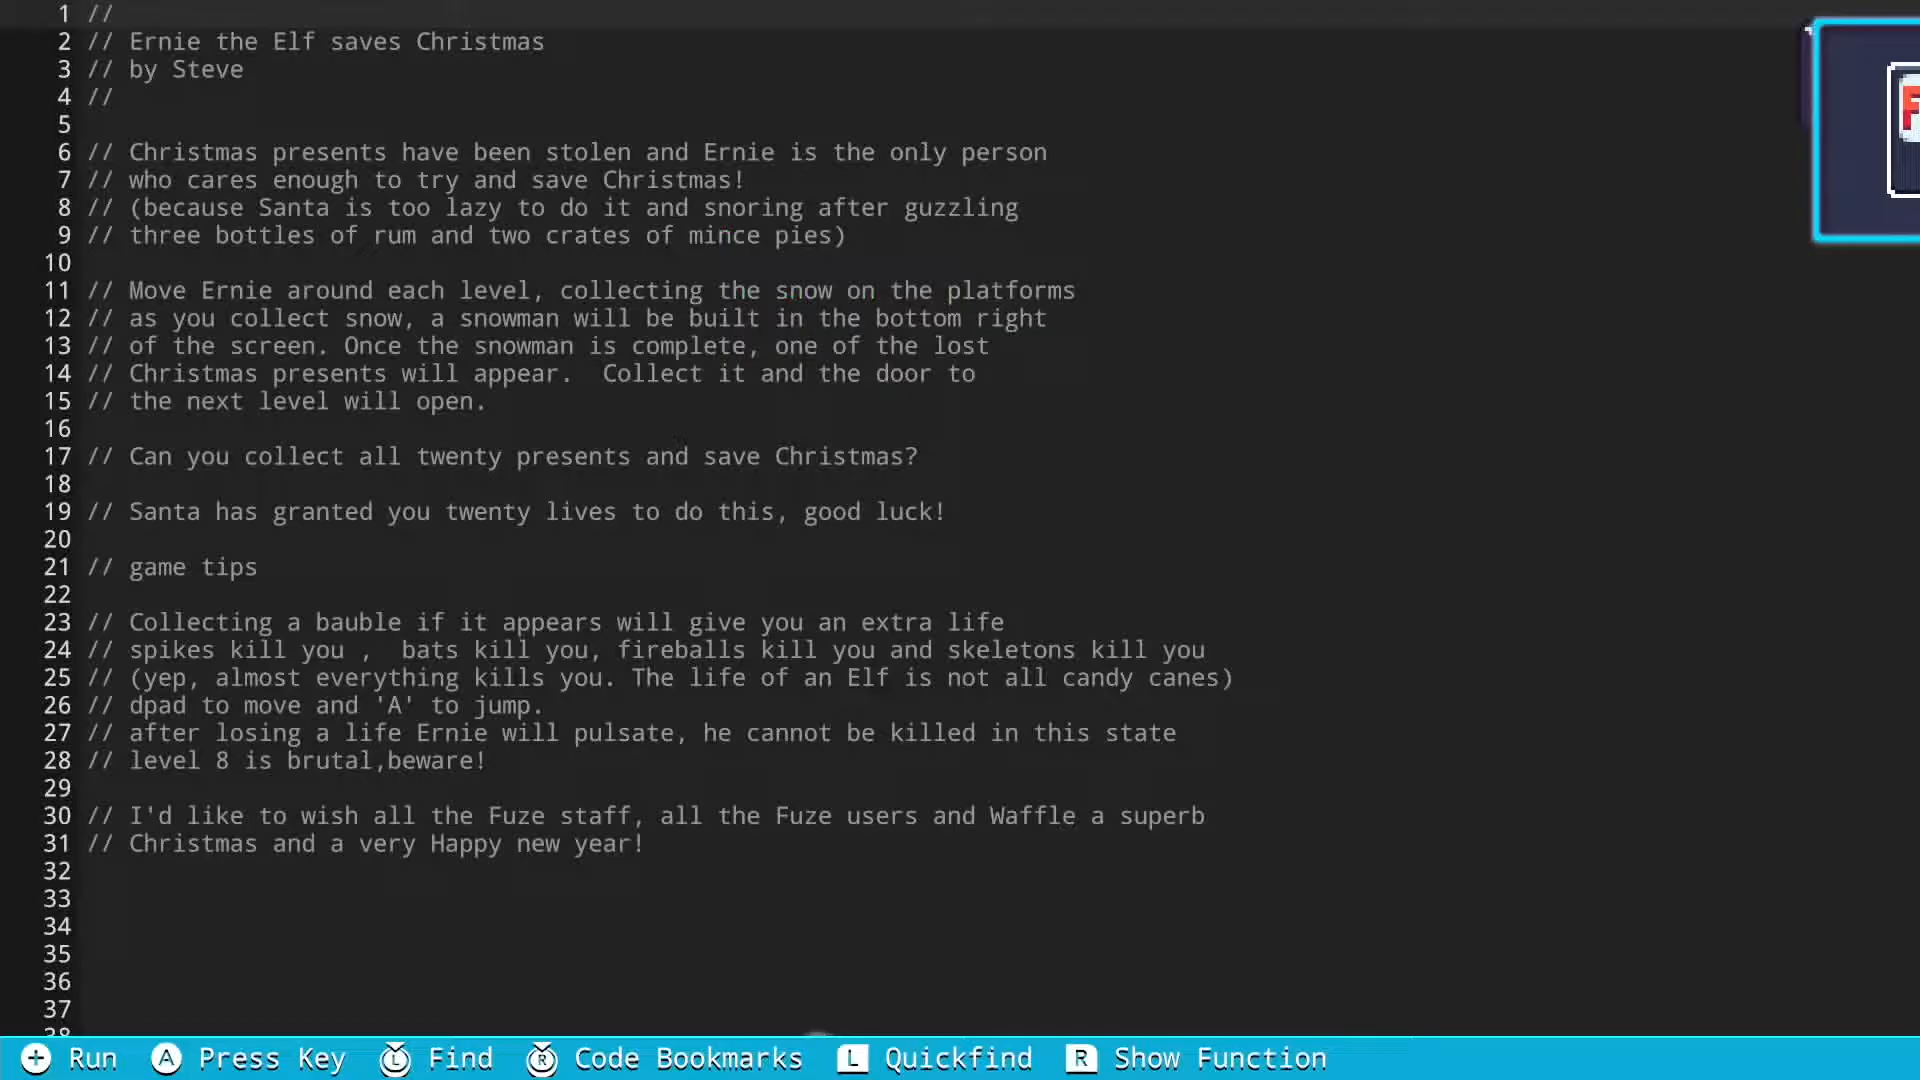 1 //
2 // Ernie the Elf saves Christmas
3 // by Steve
4 //
5
6 // Christmas presents have been stolen and Ernie is the only person
7 // who cares enough to try and save Christmas!
8 // (because Santa is too lazy to do it and snoring after guzzling
9 // three bottles of rum and two crates of mince pies)
10
11 // Move Ernie around each level, collecting the snow on the platforms
12 // as you collect snow, a snowman will be built in the bottom right
13 // of the screen. Once the snowman is complete, one of the lost
14 // Christmas presents will appear.  Collect it and the door to
15 // the next level will open.
16
17 // Can you collect all twenty presents and save Christmas?
18
19 // Santa has granted you twenty lives to do this, good luck!
20
21 // game tips
22
23 // Collecting a bauble if it appears will give you an extra life
24 // spikes kill you ,  bats kill you, fireballs kill you and skeletons kill you
25 // (yep, almost everything kills you. The life of an Elf is not all candy canes)
26 // dpad to move and 'A' to jump.
27 // after losing a life Ernie will pulsate, he cannot be killed in this state
28 // level 8 is brutal,beware!
29
30 // I'd like to wish all the Fuze staff, all the Fuze users and Waffle a superb
31 // Christmas and a very Happy new year!
32
33
34
35
36
37
38
+ Run A Press Key L Find R Code Bookmarks L Quickfind R Show Function
F